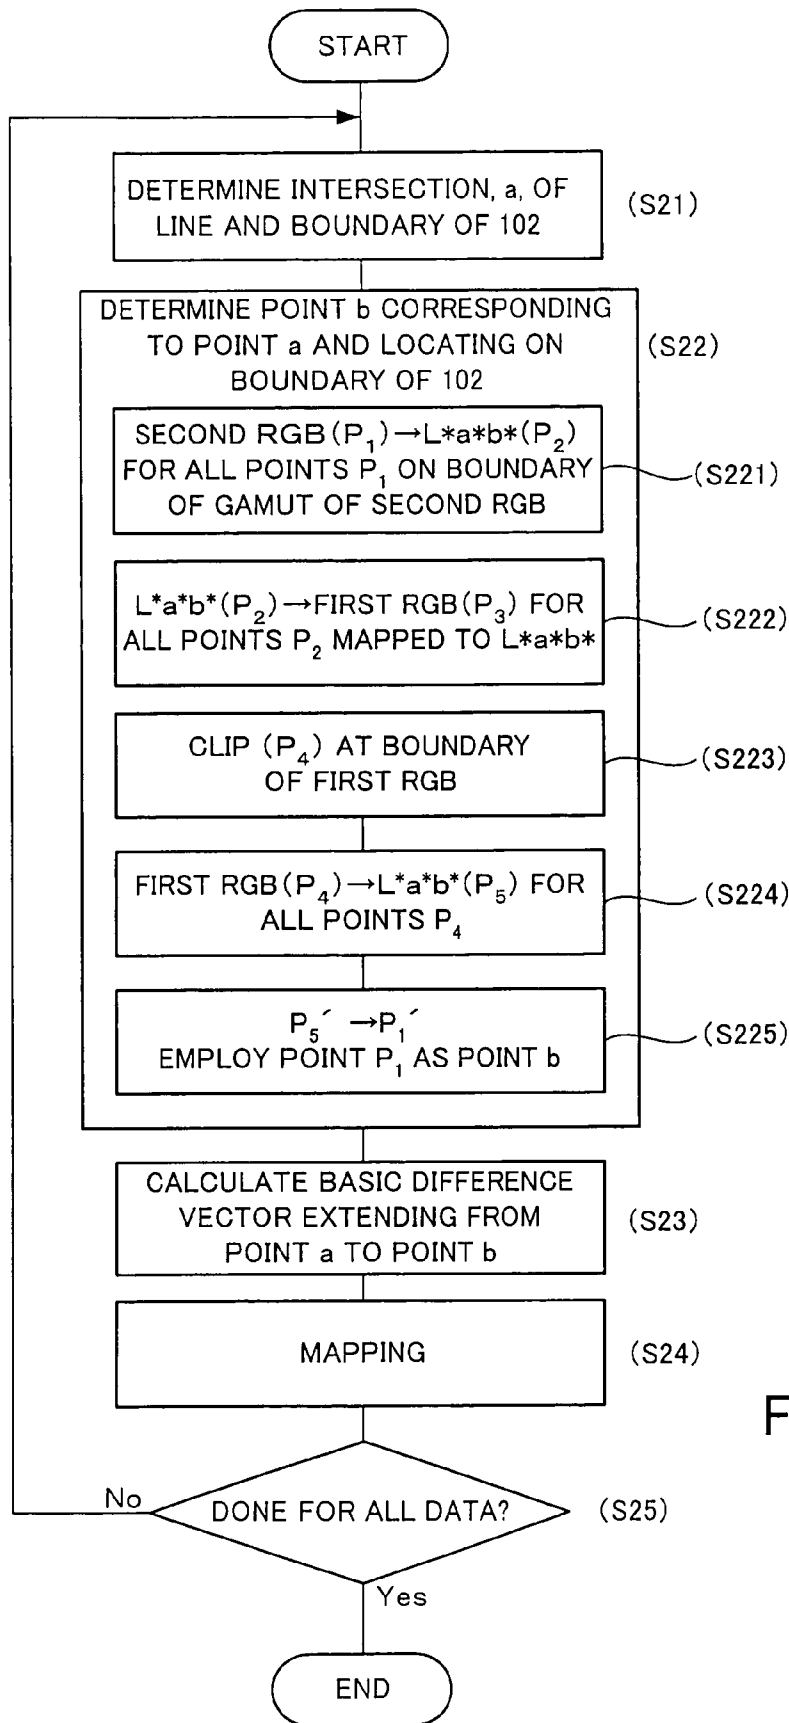 START
DETERMINE INTERSECTION, a, OF
LINE AND BOUNDARY OF 102
(S21)
DETERMINE POINT b CORRESPONDING
TO POINT a AND LOCATING ON
BOUNDARY OF 102
(S22)
SECOND RGB(P₁)→L*a*b*(P₂)
FOR ALL POINTS P₁ ON BOUNDARY
OF GAMUT OF SECOND RGB
(S221)
L*a*b*(P₂)→FIRST RGB(P₃) FOR
ALL POINTS P₂ MAPPED TO L*a*b*
(S222)
CLIP (P₄) AT BOUNDARY
OF FIRST RGB
(S223)
FIRST RGB(P₄)→L*a*b*(P₅) FOR
ALL POINTS P₄
(S224)
P₅´ →P₁´
EMPLOY POINT P₁ AS POINT b
(S225)
CALCULATE BASIC DIFFERENCE
VECTOR EXTENDING FROM
POINT a TO POINT b
(S23)
MAPPING
(S24)
F
No
DONE FOR ALL DATA?
(S25)
Yes
END